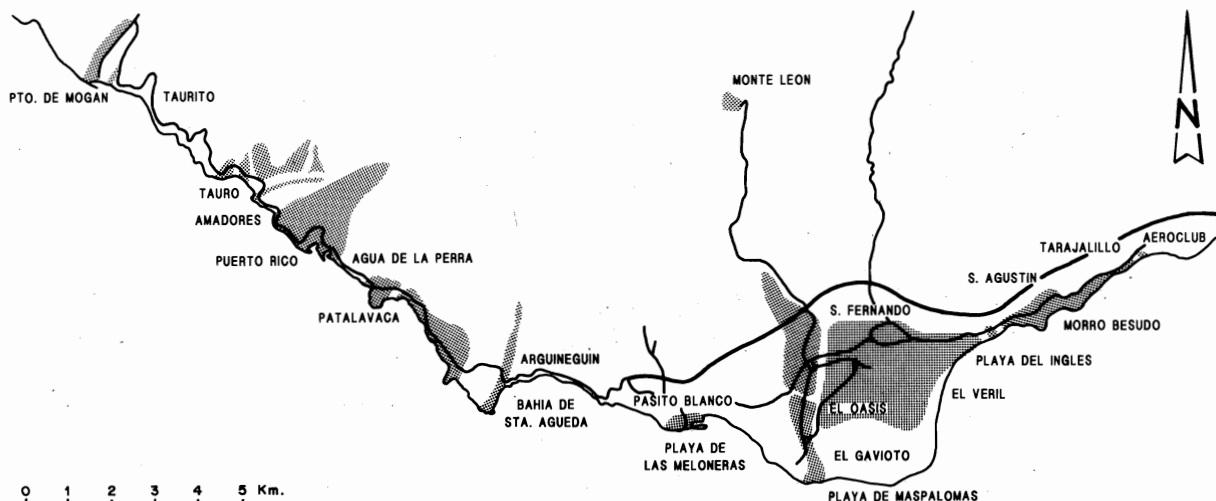 MONTE LEON
N
PTO. DE MOGAN
TAURITO
TAURO
AMADORES
PUERTO RICO
AGUA DE LA PERRA
PATALAVACA
ARGUINEGUIN
BAHIA DE
STA. AGUEDA
PASITO BLANCO
PLAYA DE
LAS MELONERAS
S. FERNANDO
S. AGUSTIN
TARAJALILLO
AEROCLUB
MORRO BESUDO
PLAYA DEL INGLES
EL VERIL
EL OASIS
EL GAVIOTO
PLAYA DE MASPALOMAS
0 1 2 3 4 5 Km.